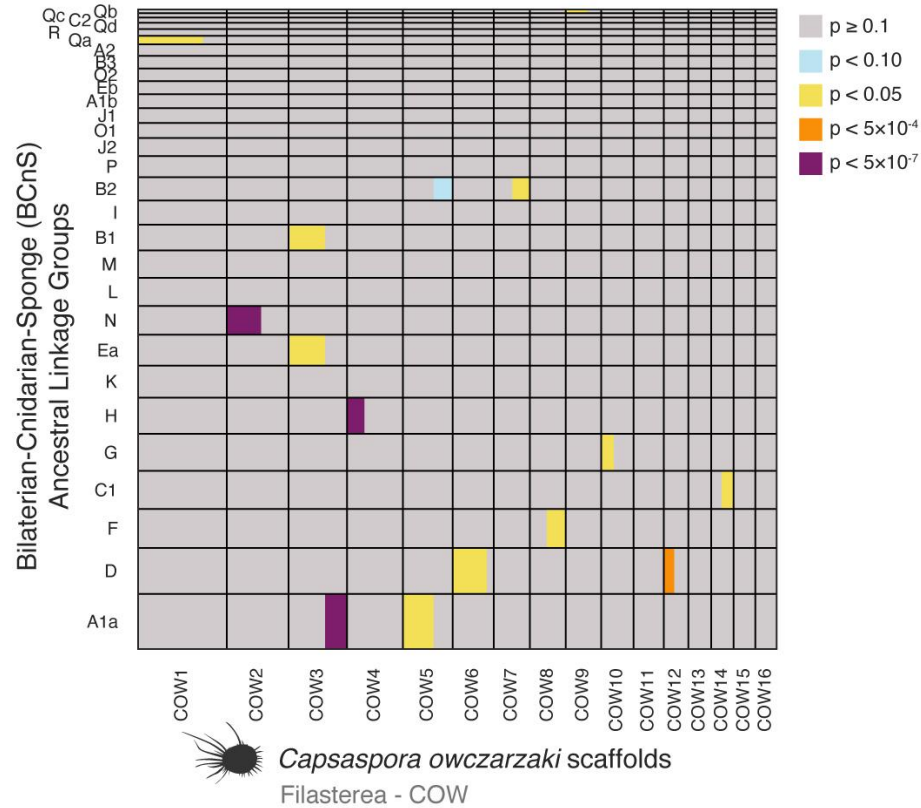 Qb
Qc C2
Qd
R
Qa
A2
B3
O2
Eb
A1b
J1
O1
J2
P
B2
I
B1
M
L
N
Ea
K
H
G
C1
F
D
A1a
Bilaterian-Cnidarian-Sponge (BCnS)
Ancestral Linkage Groups
p ≥ 0.1
p < 0.10
p < 0.05
p < 5×10⁻⁴
p < 5×10⁻⁷
COW1 COW2 COW3 COW4 COW5 COW6 COW7 COW8 COW9 COW10 COW11 COW12 COW13 COW14 COW15 COW16
Capsaspora owczarzaki scaffolds
Filasterea - COW